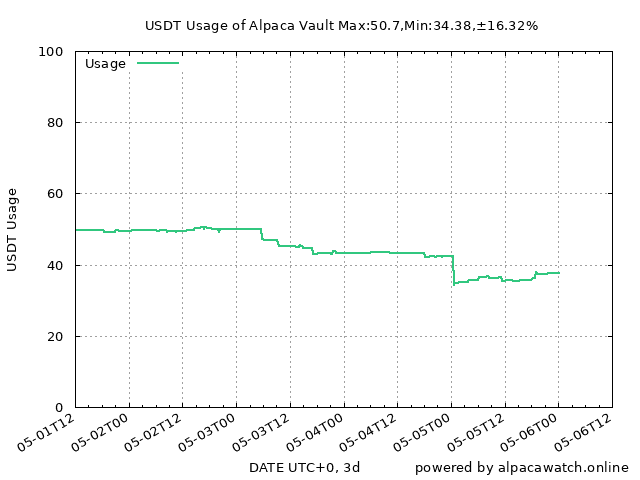 USDT Usage of Alpaca Vault Max:50.7,Min:34.38,±16.32%
Usage
USDT Usage
100
80
60
40
20
0
05-01T12
05-02T00
05-02T12
05-03T00
05-03T12
05-04T00
05-04T12
05-05T00
05-05T12
05-06T00
05-06T12
DATE UTC+0, 3d
powered by alpacawatch.online